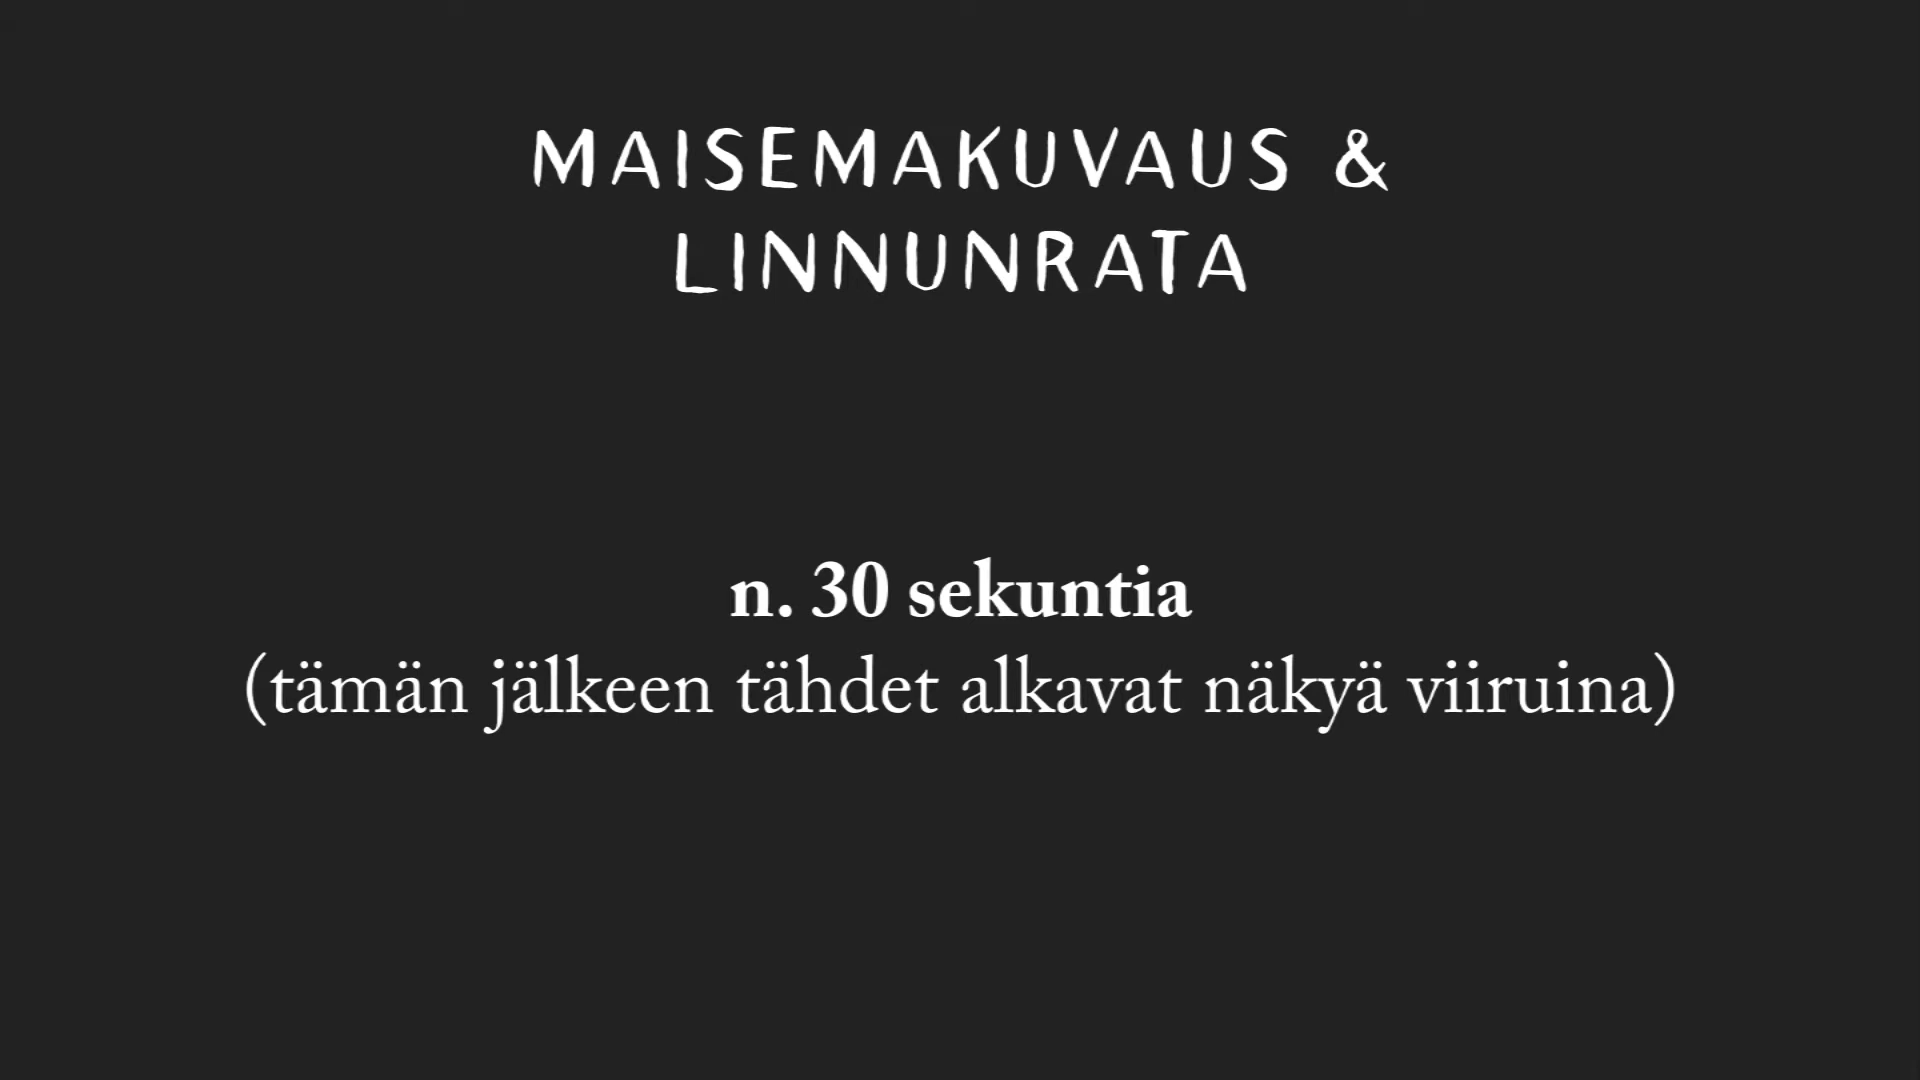 MAISEMAKUVAUS &
LINNUNRATA
n. 30 sekuntia
(tämän jälkeen tähdet alkavat näkyä viiruina)